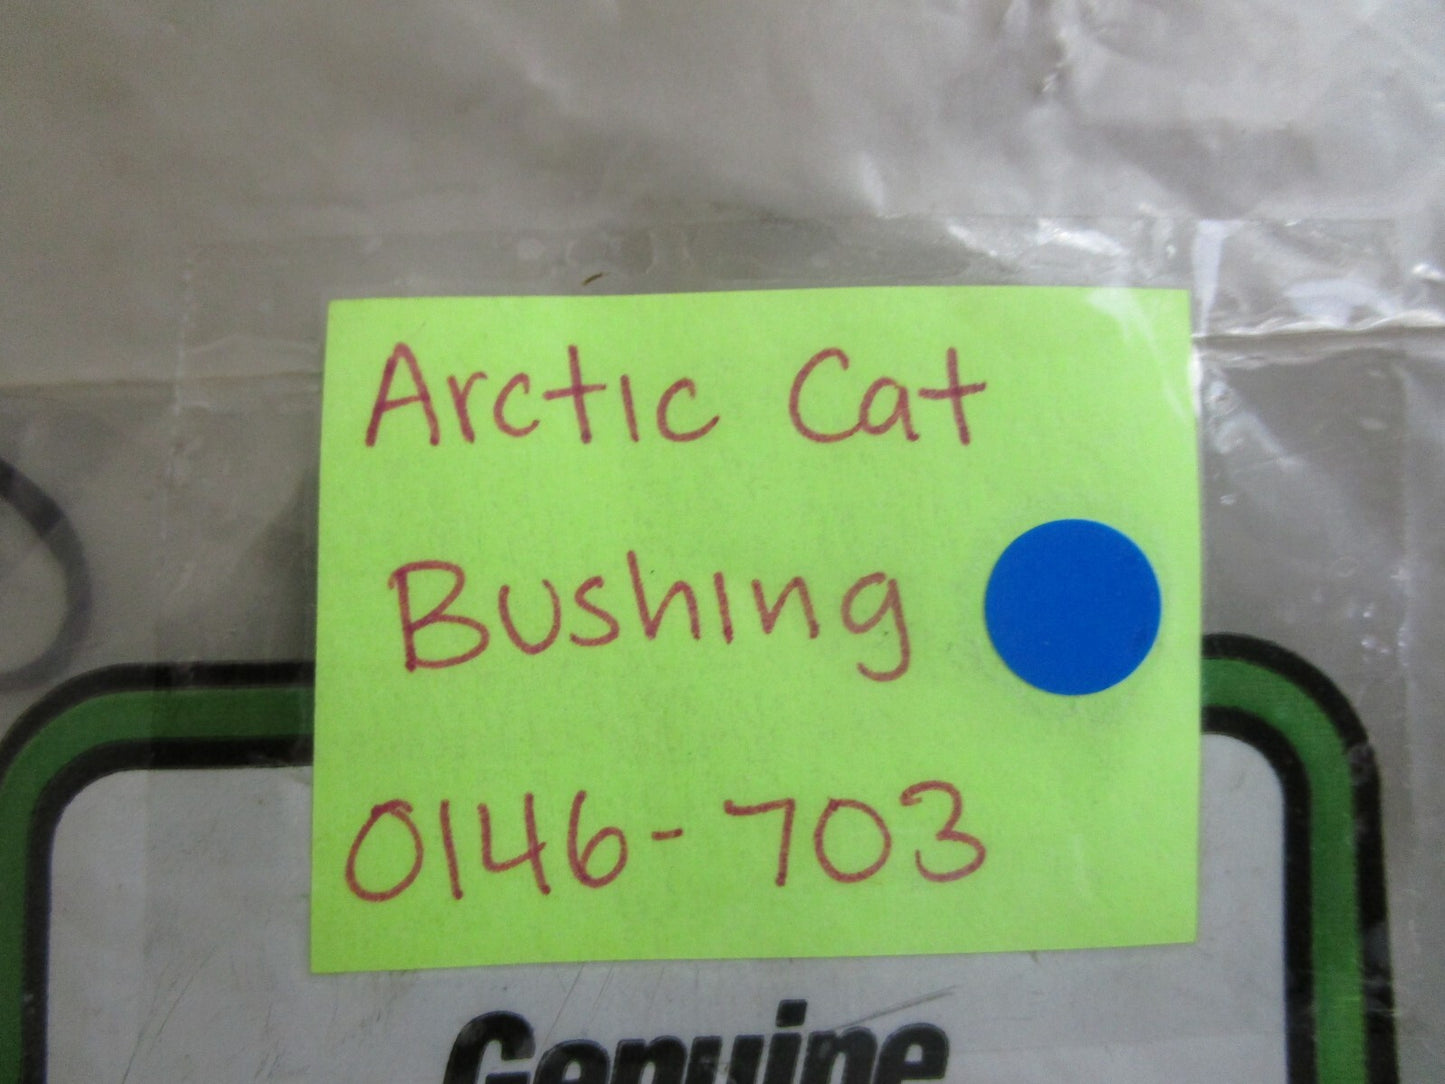 Arctic Cat
Bushing
0146-703
Genuine